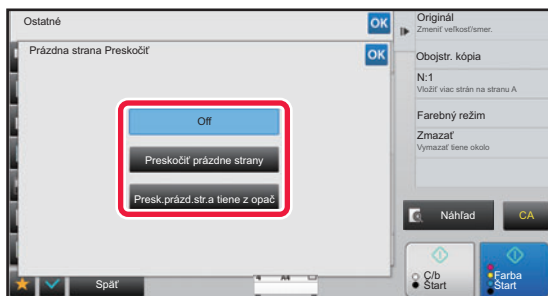 Ostatné
OK
Prázdna strana Preskočiť
OK
Off
Preskočiť prázdne strany
Presk.prázd.str.a tiene z opač
Späť
A4
Originál
Zmeniť veľkosť/smer.
Obojstr. kópia
N:1
Vložiť viac strán na stranu A
Farebný režim
Zmazať
Vymazať tiene okolo
Náhľad
CA
Č/b
Štart
Farba
Štart